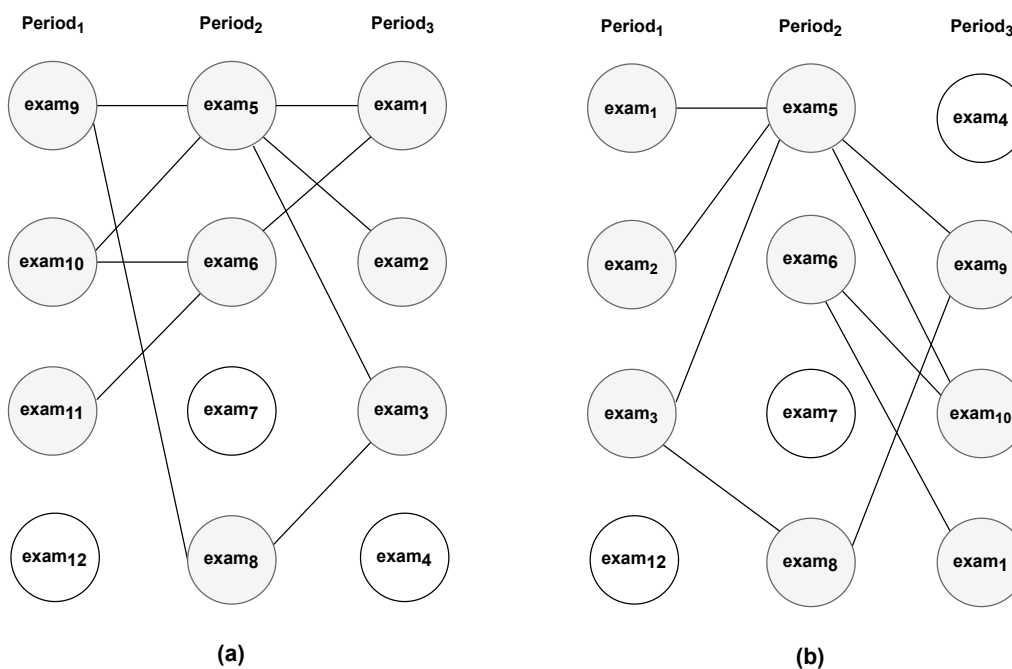 Period1 Period2 Period3
exam9 exam5 exam1
exam10 exam6 exam2
exam11 exam7 exam3
exam12 exam8 exam4
(a)
Period1 Period2 Period3
exam1 exam5 exam4
exam2 exam6 exam9
exam3 exam7 exam10
exam12 exam8 exam1
(b)